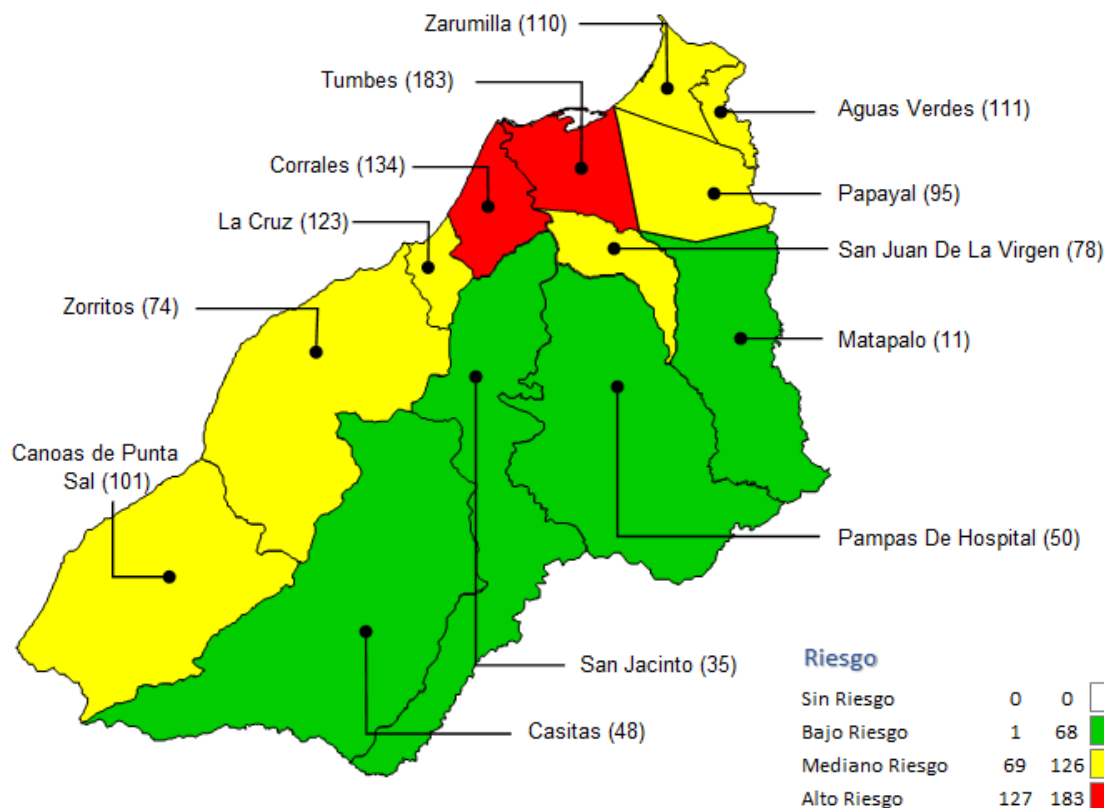 Zarumilla (110)
Tumbes (183)
Aguas Verdes (111)
Corrales (134)
Papayal (95)
La Cruz (123)
San Juan De La Virgen (78)
Zorritos (74)
Matapalo (11)
Canoas de Punta
Sal (101)
Pampas De Hospital (50)
San Jacinto (35)
Casitas (48)
Riesgo
Sin Riesgo 0 0
Bajo Riesgo 1 68
Mediano Riesgo 69 126
Alto Riesgo 127 183